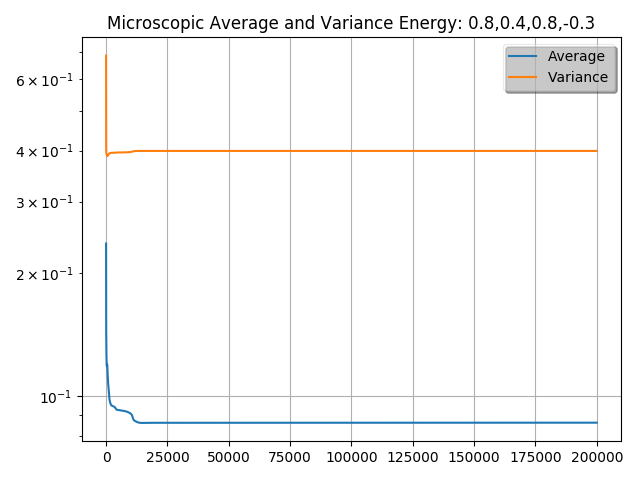 Microscopic Average and Variance Energy: 0.8,0.4,0.8,-0.3
Average
Variance
6 × 10⁻¹
4 × 10⁻¹
3 × 10⁻¹
2 × 10⁻¹
10⁻¹
0 25000 50000 75000 100000 125000 150000 175000 200000